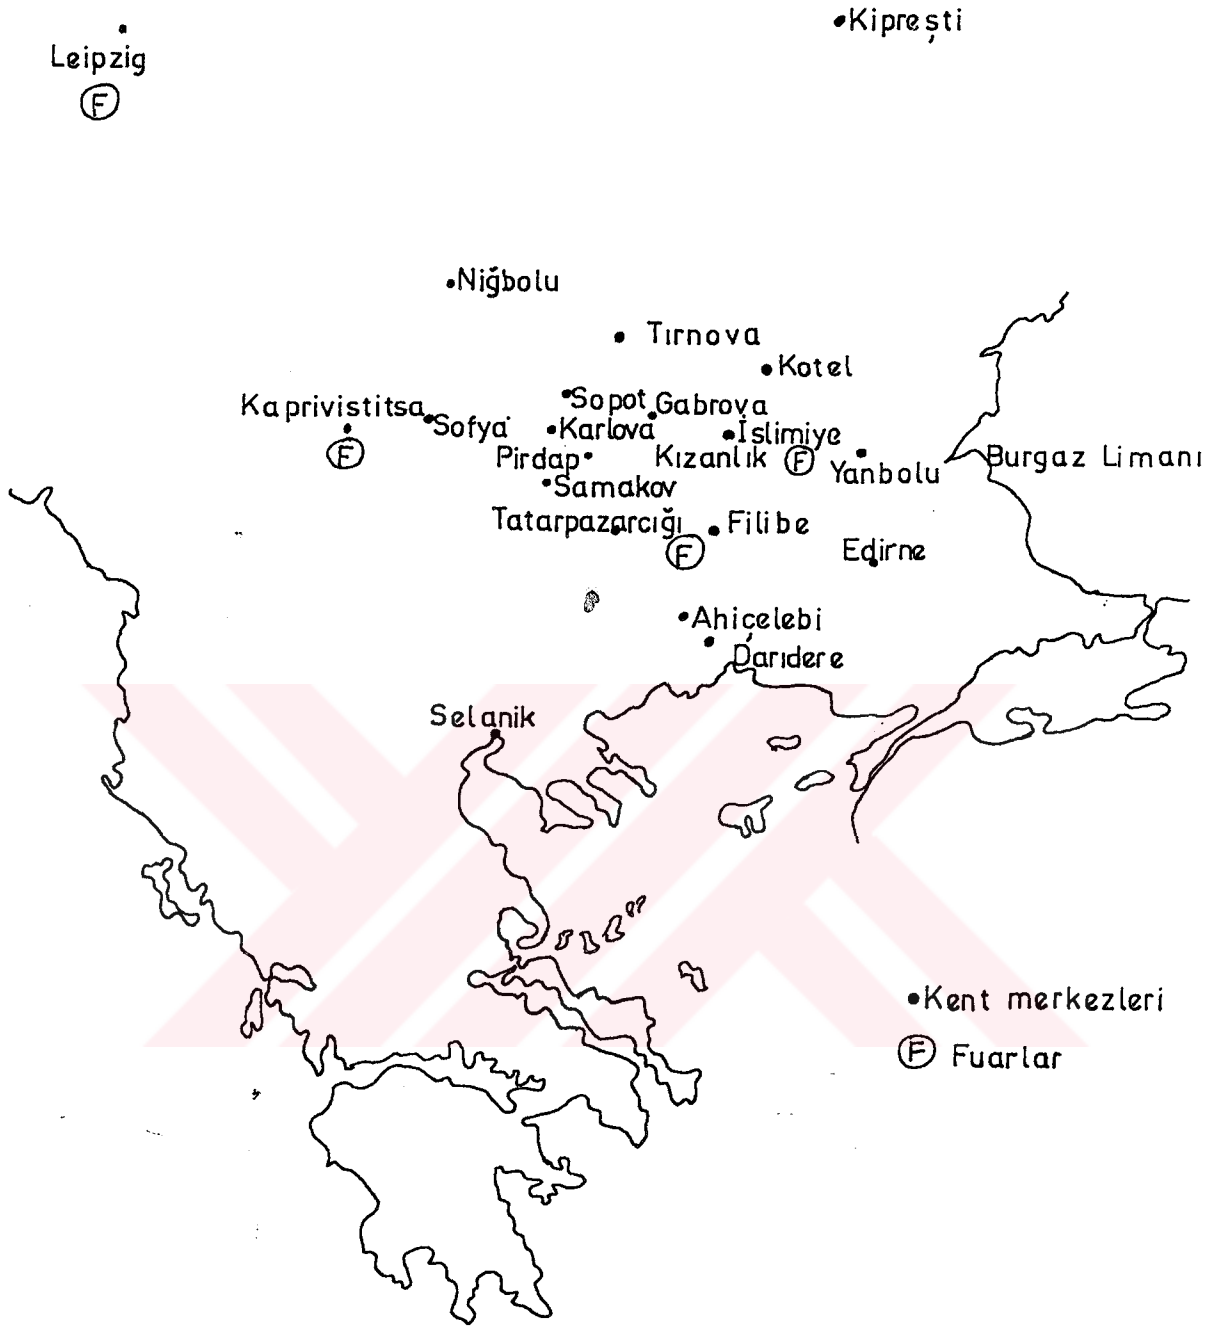 Kipreşti
Leipzig
F
Niğbolu
Tırnova
Kotel
Kaprivistitsa
Sofya
Sopot
Gabrova
Karlova
İslimiye
F
Pirdap
Kızanlık
F
Yanbolu
Burgaz Limanı
Samakov
Tatarpazarcığı
Filibe
F
Edirne
Ahiçelebi
Darıdere
Selanik
Kent merkezleri
F Fuarlar